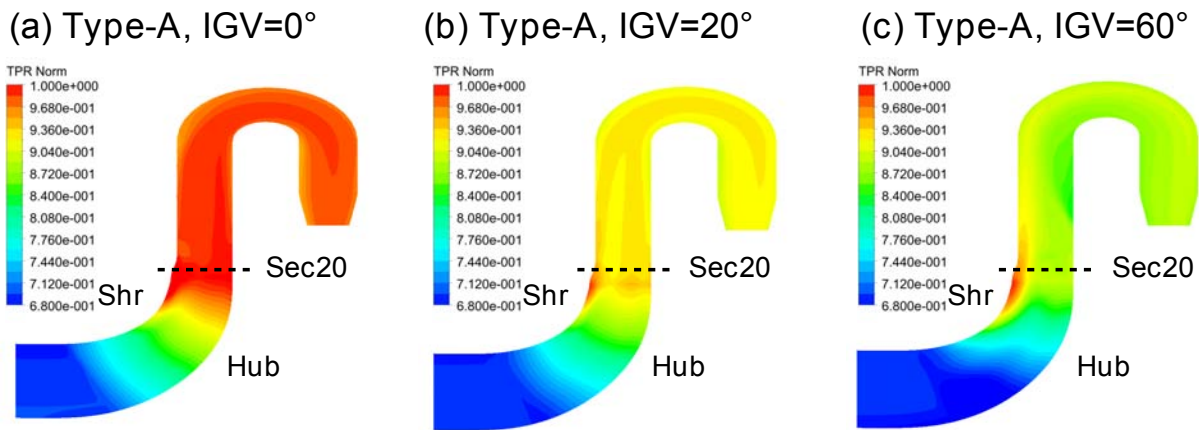 (a) Type-A, IGV=0°
(b) Type-A, IGV=20°
(c) Type-A, IGV=60°
TPR Norm
1.000e+000
9.680e-001
9.360e-001
9.040e-001
8.720e-001
8.400e-001
8.080e-001
7.760e-001
7.440e-001
7.120e-001
6.800e-001
Sec20
Shr
Hub
TPR Norm
1.000e+000
9.680e-001
9.360e-001
9.040e-001
8.720e-001
8.400e-001
8.080e-001
7.760e-001
7.440e-001
7.120e-001
6.800e-001
Sec20
Shr
Hub
TPR Norm
1.000e+000
9.680e-001
9.360e-001
9.040e-001
8.720e-001
8.400e-001
8.080e-001
7.760e-001
7.440e-001
7.120e-001
6.800e-001
Sec20
Shr
Hub